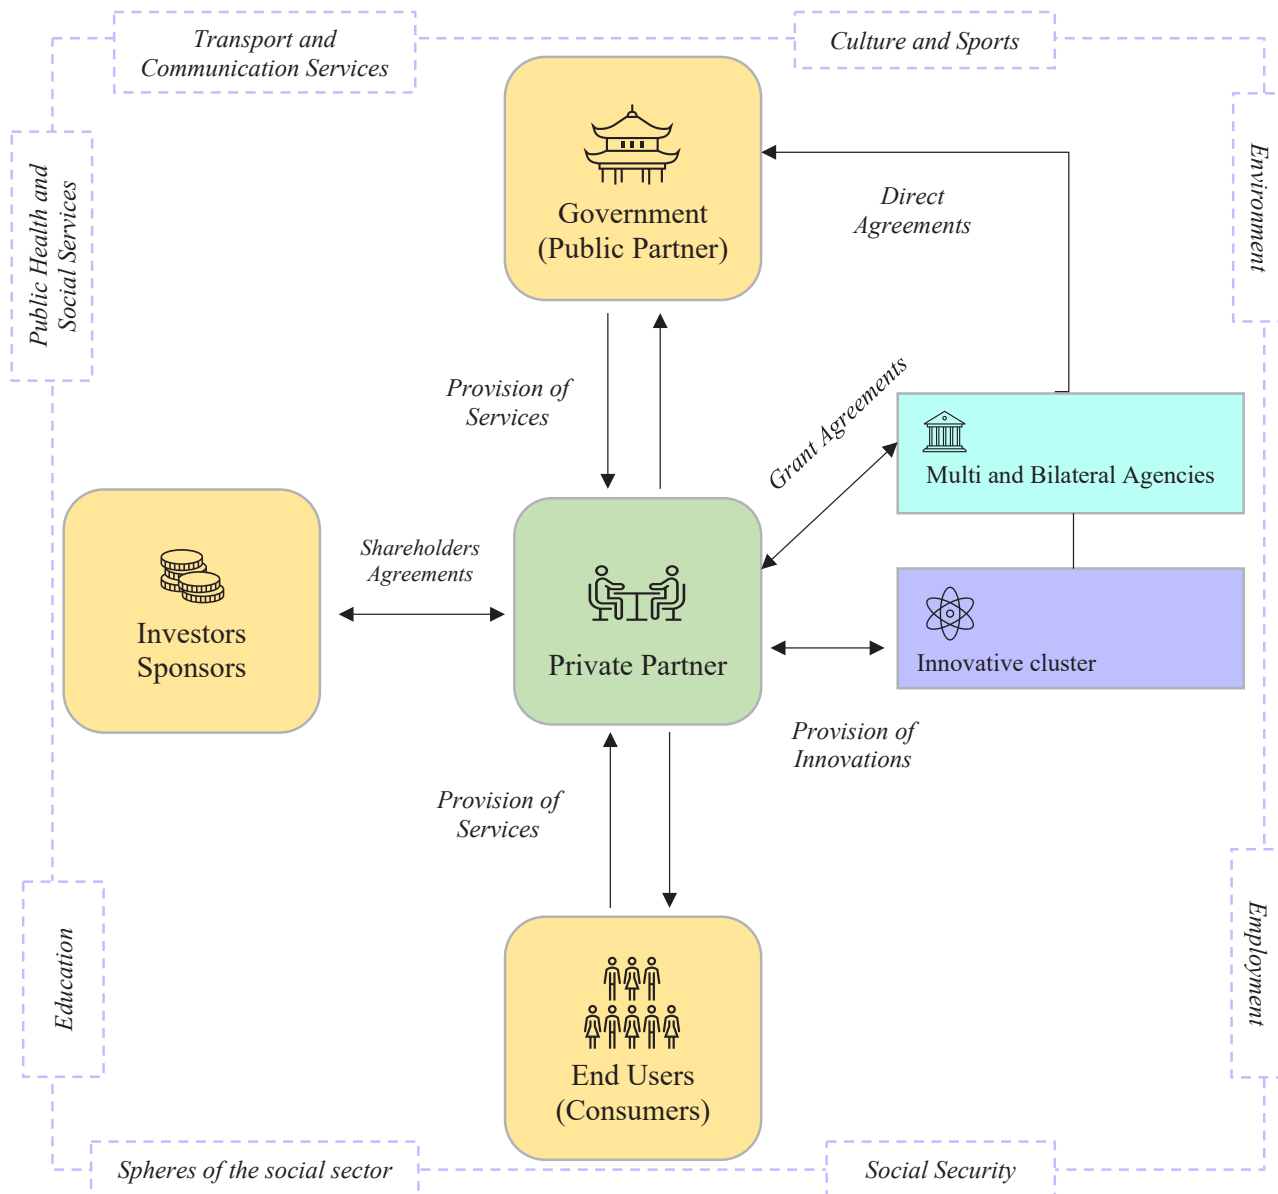 Transport and
Communication Services
Culture and Sports
Public Health and
Social Services
Environment
Government
(Public Partner)
Direct
Agreements
Provision of
Services
Grant Agreements
Multi and Bilateral Agencies
Shareholders
Agreements
Investors
Sponsors
Private Partner
Innovative cluster
Provision of
Innovations
Provision of
Services
Education
Employment
End Users
(Consumers)
Spheres of the social sector
Social Security